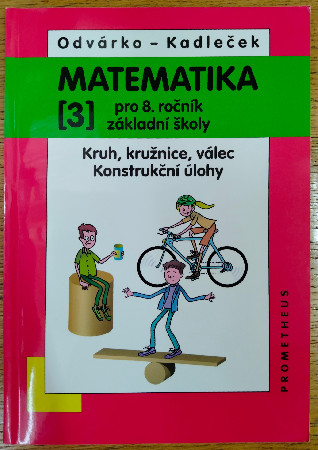 Odvárko – Kadleček
MATEMATIKA
[3] pro 8. ročník
základní školy
Kruh, kružnice, válec
Konstrukční úlohy
PROMETHEUS